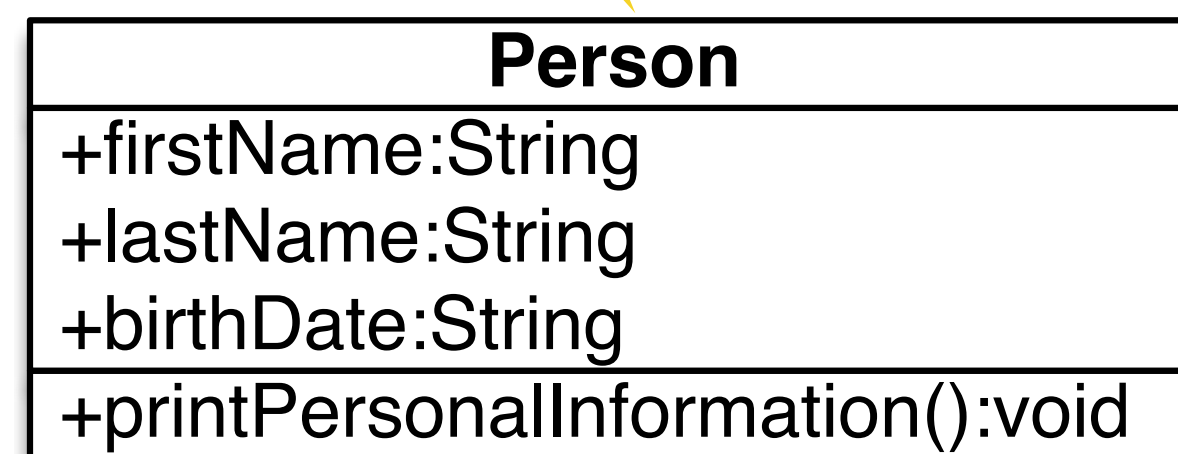 Person
+firstName:String
+lastName:String
+birthDate:String
+printPersonalInformation():void